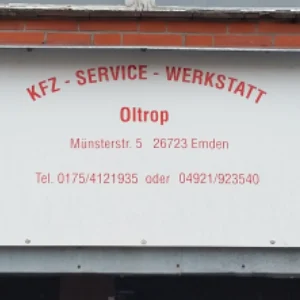 KFZ - SERVICE - WERKSTATT
Oltrop
Münsterstr. 5 26723 Emden
Tel. 0175/4121935 oder 04921/923540